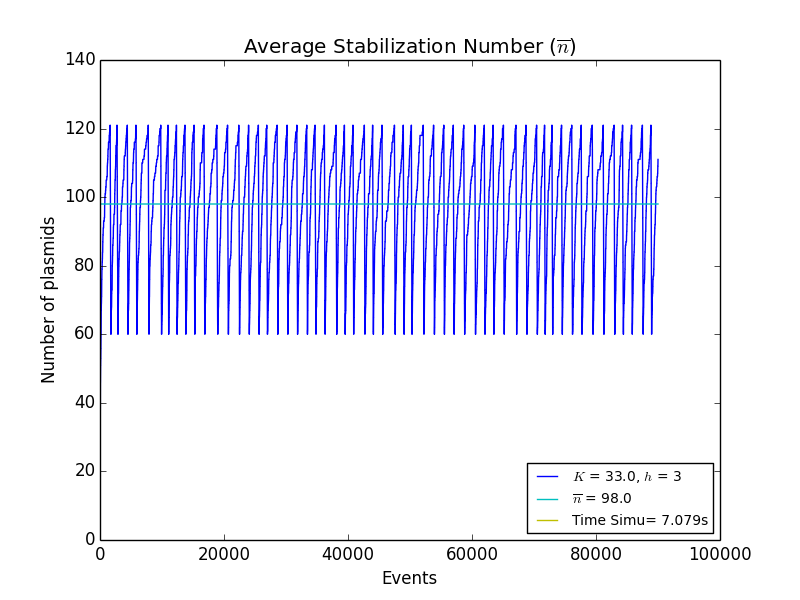 Average Stabilization Number (n̅)
140
120
100
80
60
40
20
0
Number of plasmids
K = 33.0, h = 3
n̅ = 98.0
Time Simu= 7.079s
0 20000 40000 60000 80000 100000
Events